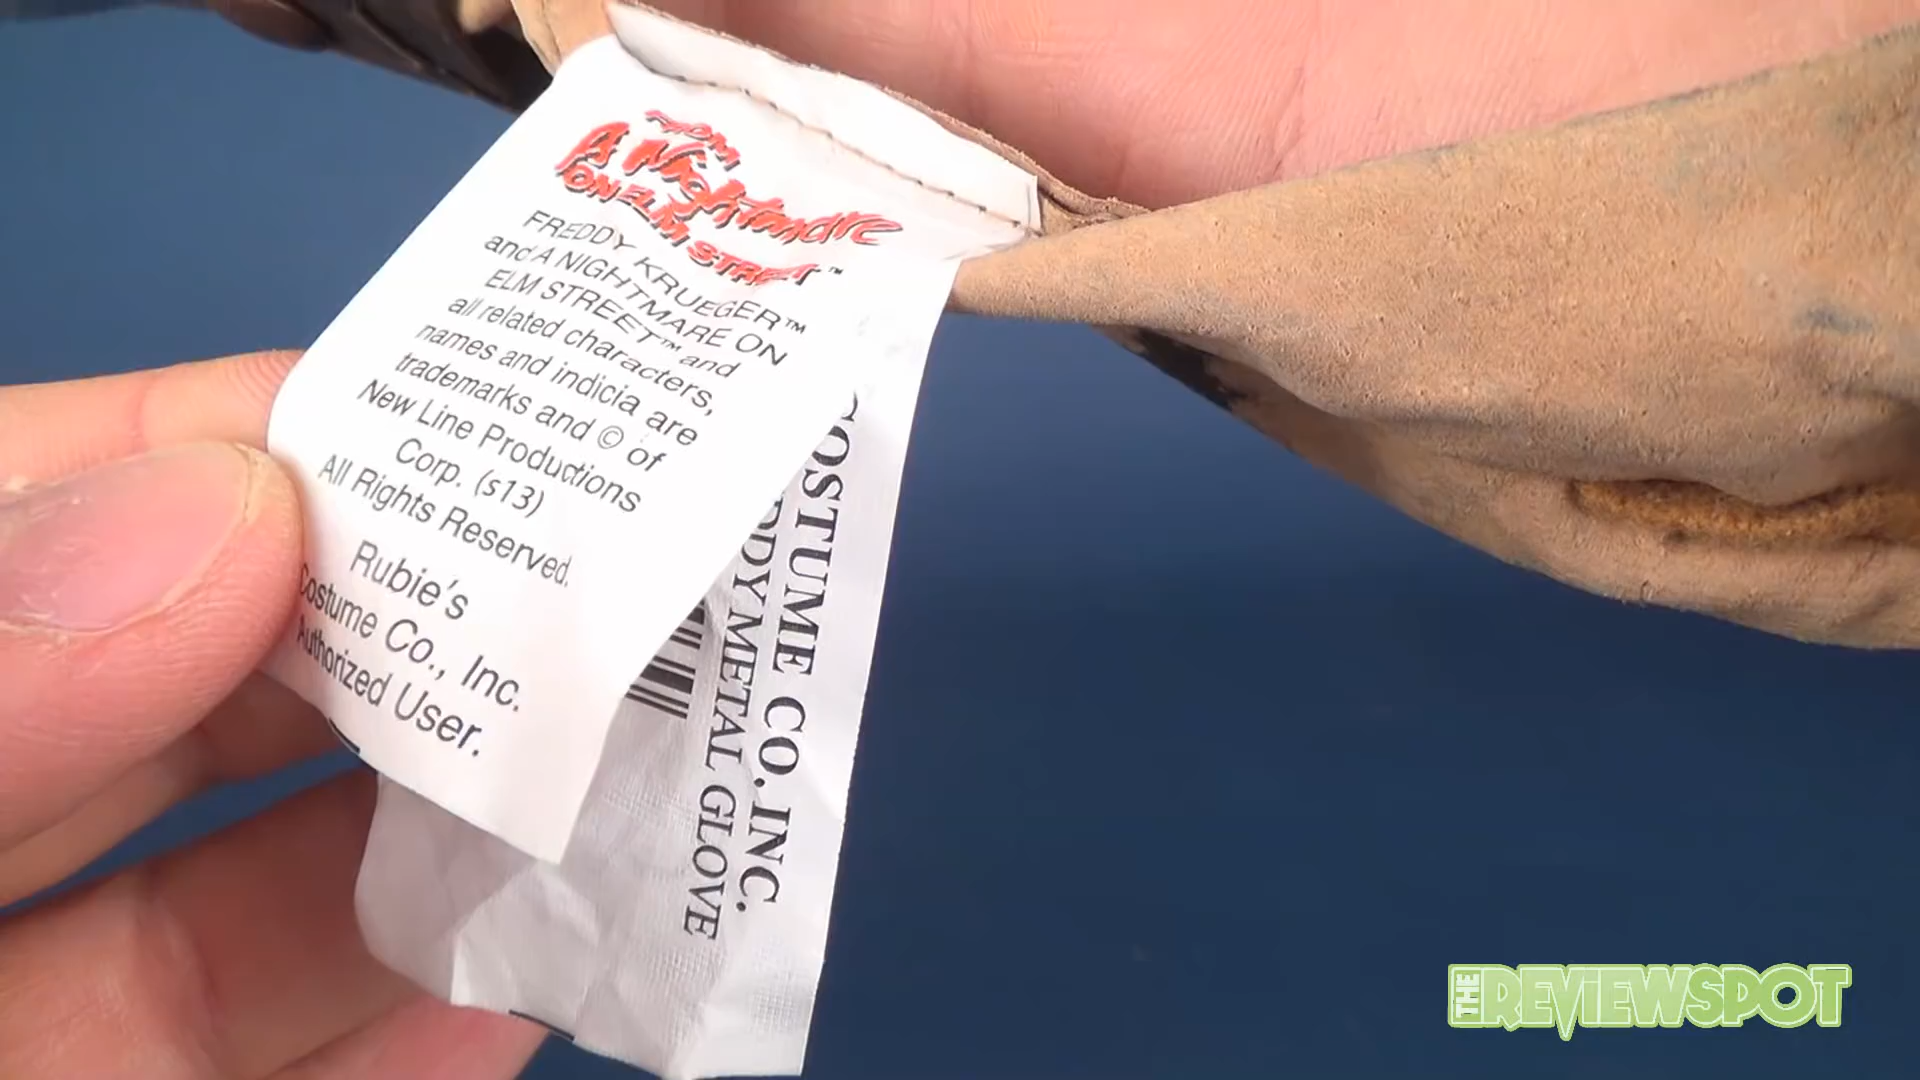 FROM
A Nightmare
ON ELM STREET™
FREDDY KRUEGER™
and A NIGHTMARE ON
ELM STREET™ and
all related characters,
names and indicia are
trademarks and © of
New Line Productions
Corp. (s13)
All Rights Reserved.
Rubie's
Costume Co., Inc.
Authorized User.
COSTUME CO. INC.
DDY METAL GLOVE
THE REVIEWSPOT